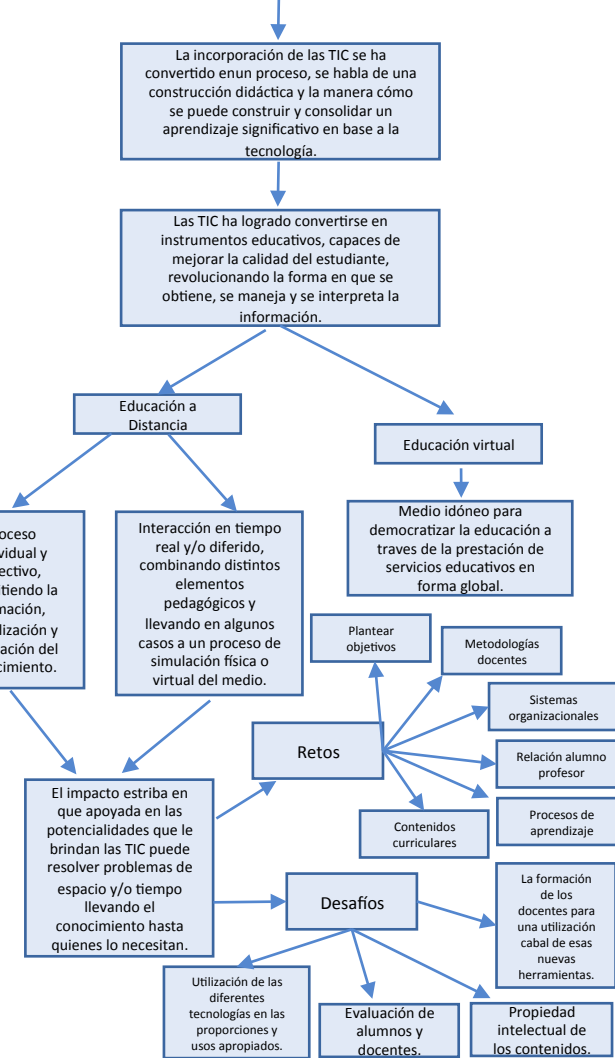 La incorporación de las TIC se ha
convertido enun proceso, se habla de una
construcción didáctica y la manera cómo
se puede construir y consolidar un
aprendizaje significativo en base a la
tecnología.
Las TIC ha logrado convertirse en
instrumentos educativos, capaces de
mejorar la calidad del estudiante,
revolucionando la forma en que se
obtiene, se maneja y se interpreta la
información.
Educación a
Distancia
Educación virtual
y
del
Interacción en tiempo
real y/o diferido,
combinando distintos
elementos
pedagógicos y
llevando en algunos
casos a un proceso de
simulación física o
virtual del medio.
Medio idóneo para
democratizar la educación a
traves de la prestación de
servicios educativos en
forma global.
Plantear
objetivos
Metodologías
docentes
Sistemas
organizacionales
Retos
Relación alumno
profesor
Procesos de
aprendizaje
Contenidos
curriculares
El impacto estriba en
que apoyada en las
potencialidades que le
brindan las TIC puede
resolver problemas de
espacio y/o tiempo
llevando el
conocimiento hasta
quienes lo necesitan.
Desafíos
La formación
de los
docentes para
una utilización
cabal de esas
nuevas
herramientas.
Utilización de las
diferentes
tecnologías en las
proporciones y
usos apropiados.
Evaluación de
alumnos y
docentes.
Propiedad
intelectual de
los contenidos.